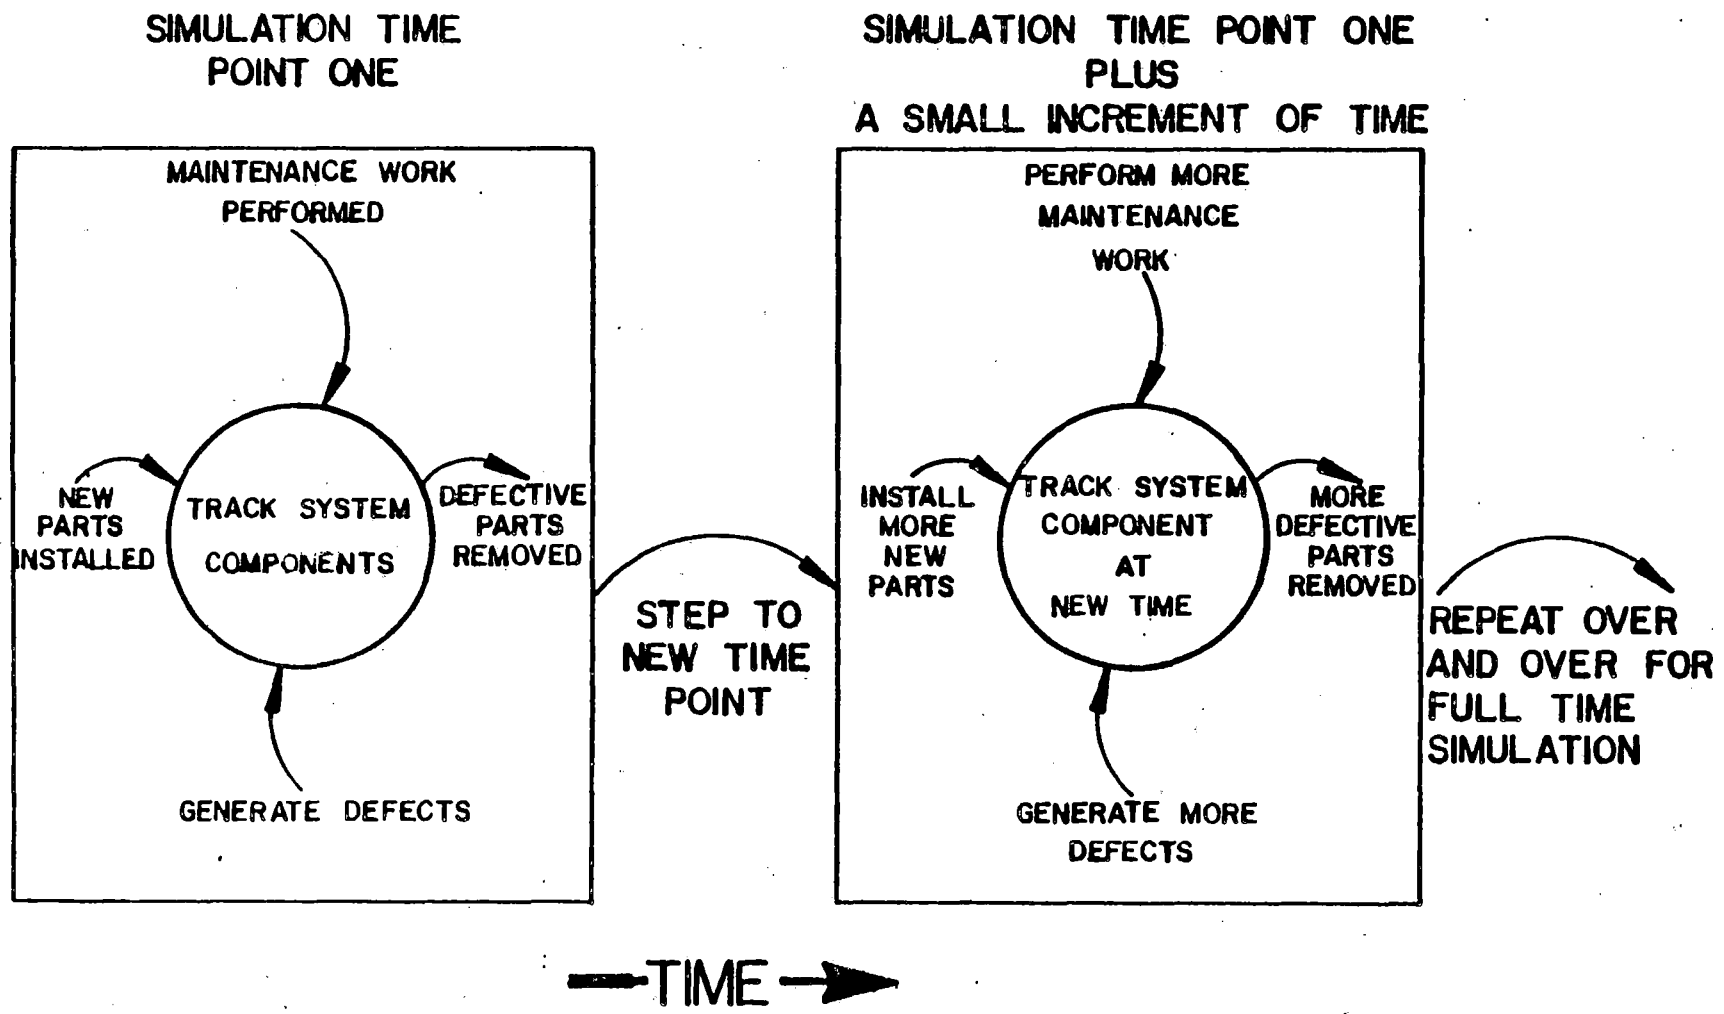 SIMULATION TIME
POINT ONE
MAINTENANCE WORK
PERFORMED
NEW
PARTS
INSTALLED
TRACK SYSTEM
COMPONENTS
DEFECTIVE
PARTS
REMOVED
GENERATE DEFECTS
STEP TO
NEW TIME
POINT
SIMULATION TIME POINT ONE
PLUS
A SMALL INCREMENT OF TIME
PERFORM MORE
MAINTENANCE
WORK
INSTALL
MORE
NEW
PARTS
TRACK SYSTEM
COMPONENT
AT
NEW TIME
MORE
DEFECTIVE
PARTS
REMOVED
GENERATE MORE
DEFECTS
REPEAT OVER
AND OVER FOR
FULL TIME
SIMULATION
TIME